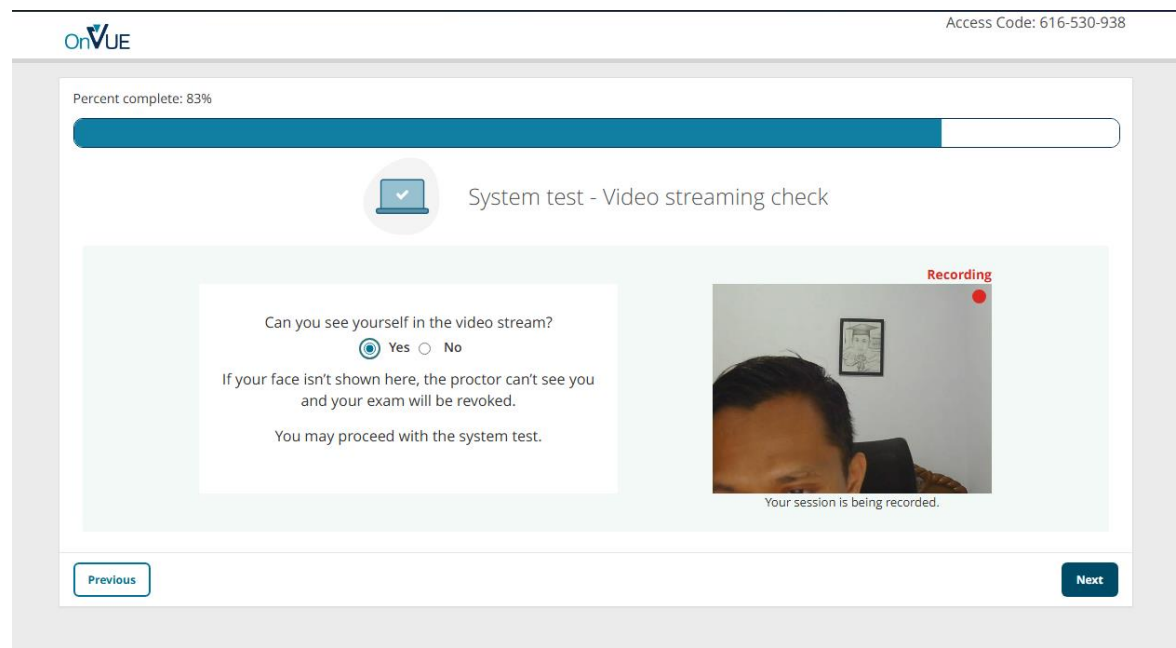 Access Code: 616-530-938
OnVUE
Percent complete: 83%
System test - Video streaming check
Recording
Can you see yourself in the video stream?
Yes No
If your face isn't shown here, the proctor can't see you
and your exam will be revoked.
You may proceed with the system test.
Your session is being recorded.
Previous
Next